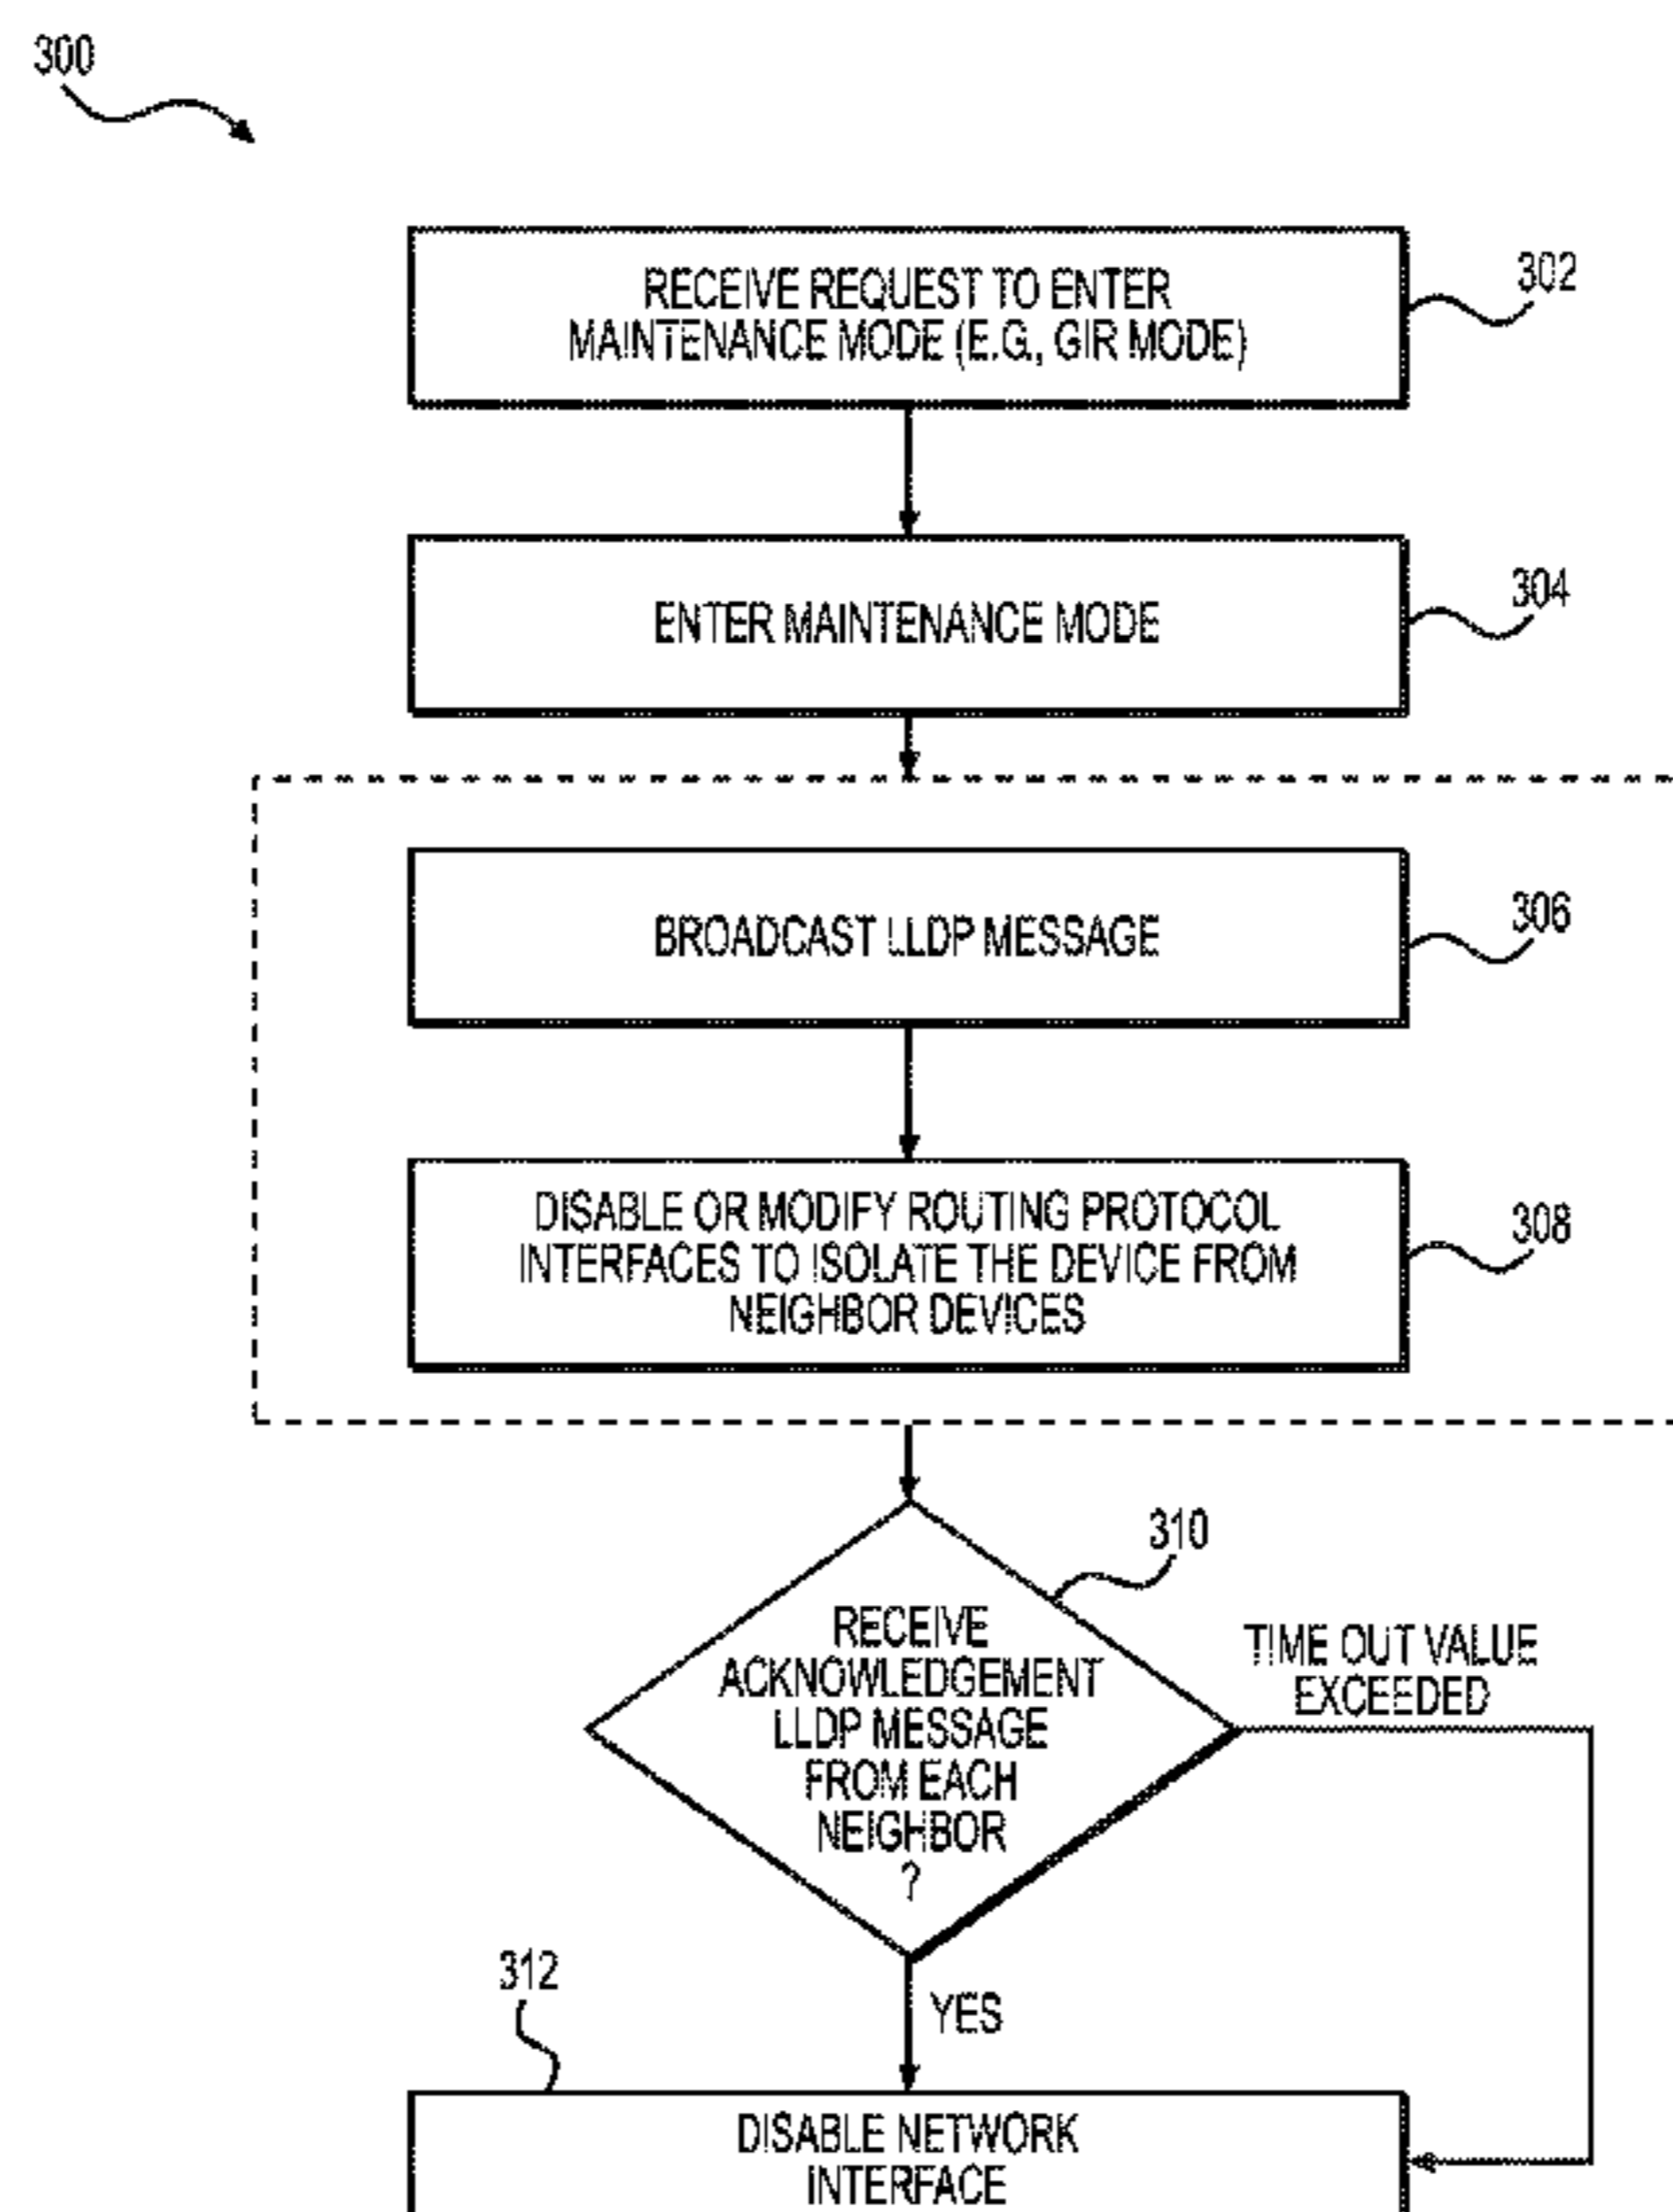 300
RECEIVE REQUEST TO ENTER
MAINTENANCE MODE (E.G., GIR MODE)
302
ENTER MAINTENANCE MODE
304
BROADCAST LLDP MESSAGE
306
DISABLE OR MODIFY ROUTING PROTOCOL
INTERFACES TO ISOLATE THE DEVICE FROM
NEIGHBOR DEVICES
308
310
RECEIVE
ACKNOWLEDGEMENT
LLDP MESSAGE
FROM EACH
NEIGHBOR
?
TIME OUT VALUE
EXCEEDED
312
YES
DISABLE NETWORK
INTERFACE